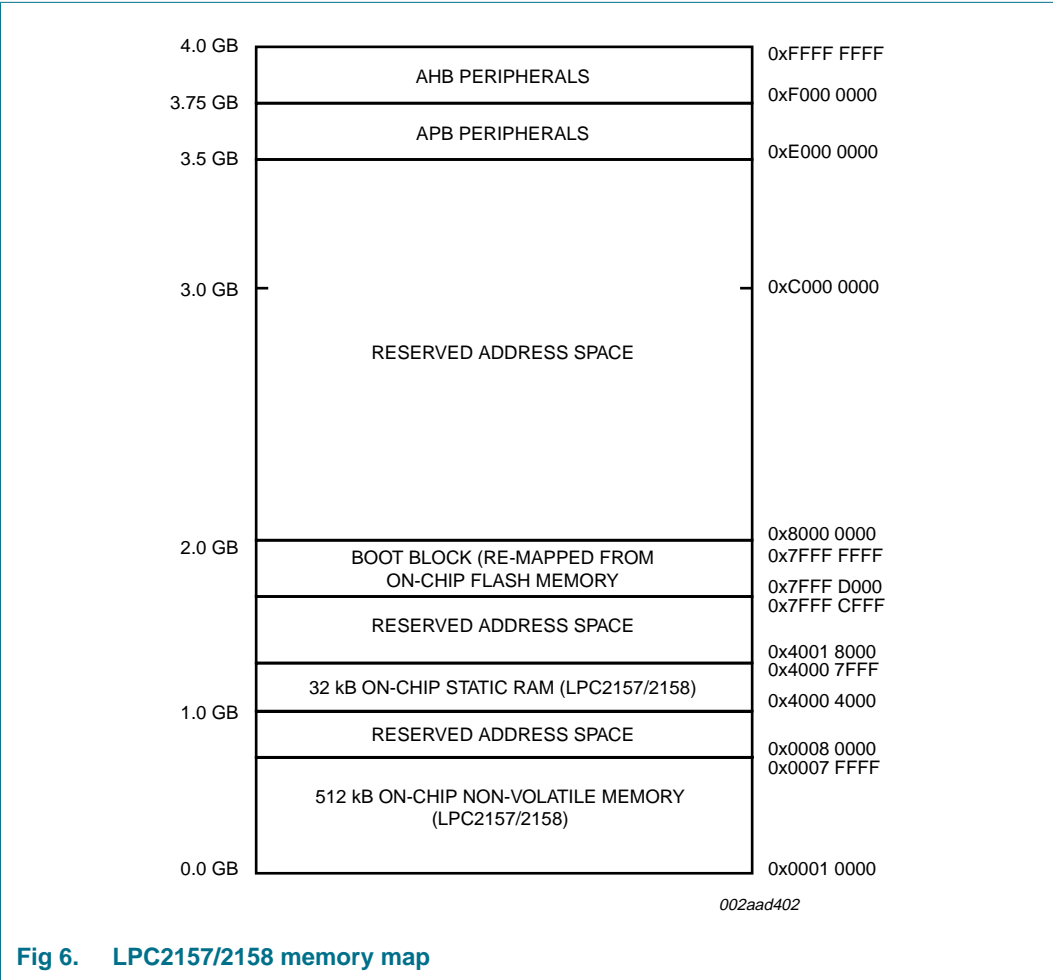 4.0 GB
0xFFFF FFFF
AHB PERIPHERALS
3.75 GB
0xF000 0000
APB PERIPHERALS
3.5 GB
0xE000 0000
3.0 GB
0xC000 0000
RESERVED ADDRESS SPACE
0x8000 0000
2.0 GB
0x7FFF FFFF
BOOT BLOCK (RE-MAPPED FROM
ON-CHIP FLASH MEMORY
0x7FFF D000
0x7FFF CFFF
RESERVED ADDRESS SPACE
0x4001 8000
0x4000 7FFF
32 kB ON-CHIP STATIC RAM (LPC2157/2158)
0x4000 4000
1.0 GB
RESERVED ADDRESS SPACE
0x0008 0000
0x0007 FFFF
512 kB ON-CHIP NON-VOLATILE MEMORY
(LPC2157/2158)
0.0 GB
0x0001 0000
002aad402
Fig 6. LPC2157/2158 memory map